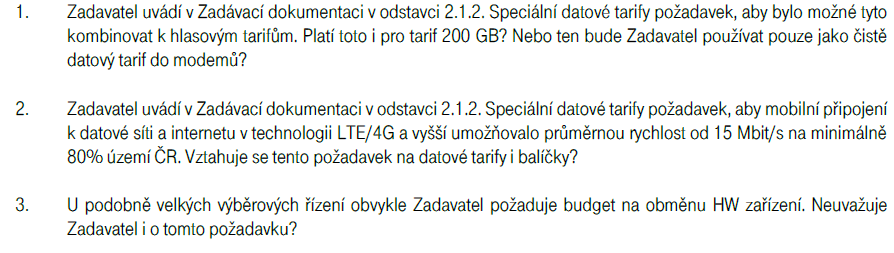 1. Zadavatel uvádí v Zadávací dokumentaci v odstavci 2.1.2. Speciální datové tarify požadavek, aby bylo možné tyto
kombinovat k hlasovým tarifům. Platí toto i pro tarif 200 GB? Nebo ten bude Zadavatel používat pouze jako čistě
datový tarif do modemů?
2. Zadavatel uvádí v Zadávací dokumentaci v odstavci 2.1.2. Speciální datové tarify požadavek, aby mobilní připojení
k datové síti a internetu v technologii LTE/4G a vyšší umožňovalo průměrnou rychlost od 15 Mbit/s na minimálně
80% území ČR. Vztahuje se tento požadavek na datové tarify i balíčky?
3. U podobně velkých výběrových řízení obvykle Zadavatel požaduje budget na obměnu HW zařízení. Neuvažuje
Zadavatel i o tomto požadavku?